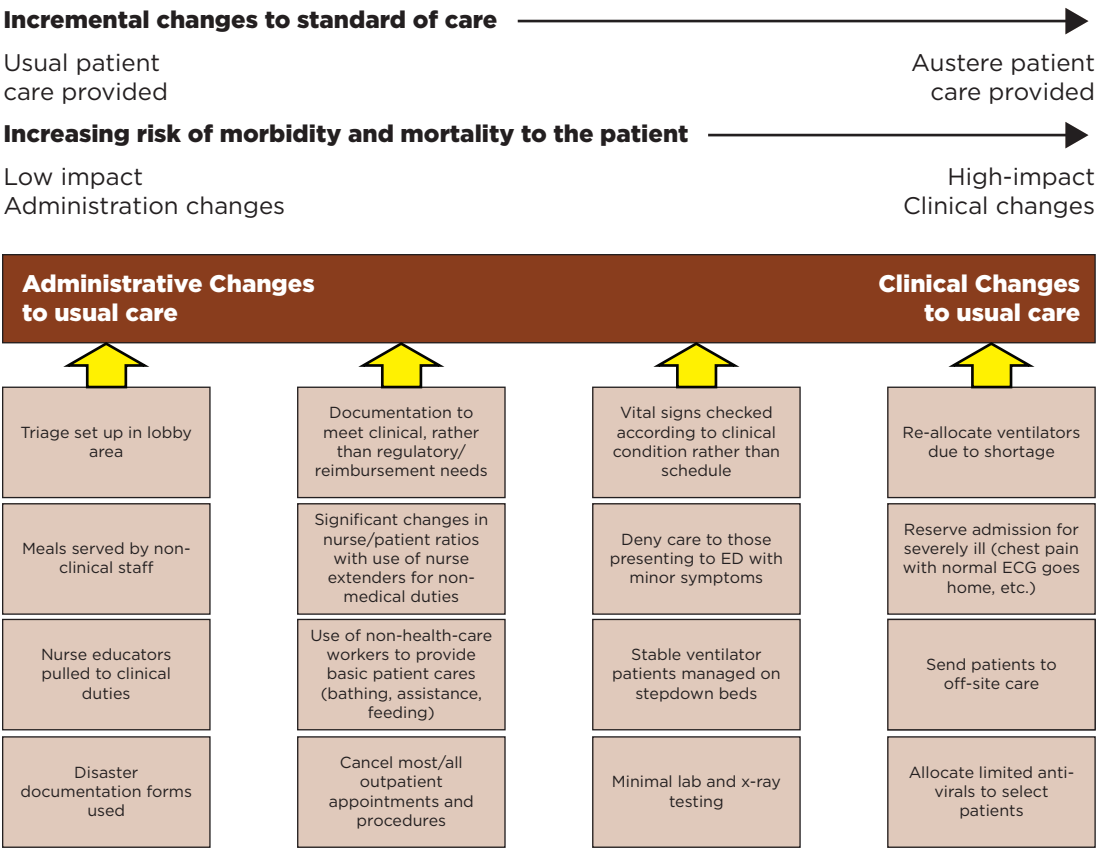 Incremental changes to standard of care
Usual patient
care provided
Austere patient
care provided
Increasing risk of morbidity and mortality to the patient
Low impact
Administration changes
High-impact
Clinical changes
Administrative Changes
to usual care
Clinical Changes
to usual care
Triage set up in lobby
area
Meals served by non-
clinical staff
Nurse educators
pulled to clinical
duties
Disaster
documentation forms
used
Documentation to
meet clinical, rather
than regulatory/
reimbursement needs
Significant changes in
nurse/patient ratios
with use of nurse
extenders for non-
medical duties
Use of non-health-care
workers to provide
basic patient cares
(bathing, assistance,
feeding)
Cancel most/all
outpatient
appointments and
procedures
Vital signs checked
according to clinical
condition rather than
schedule
Deny care to those
presenting to ED with
minor symptoms
Stable ventilator
patients managed on
stepdown beds
Minimal lab and x-ray
testing
Re-allocate ventilators
due to shortage
Reserve admission for
severely ill (chest pain
with normal ECG goes
home, etc.)
Send patients to
off-site care
Allocate limited anti-
virals to select
patients